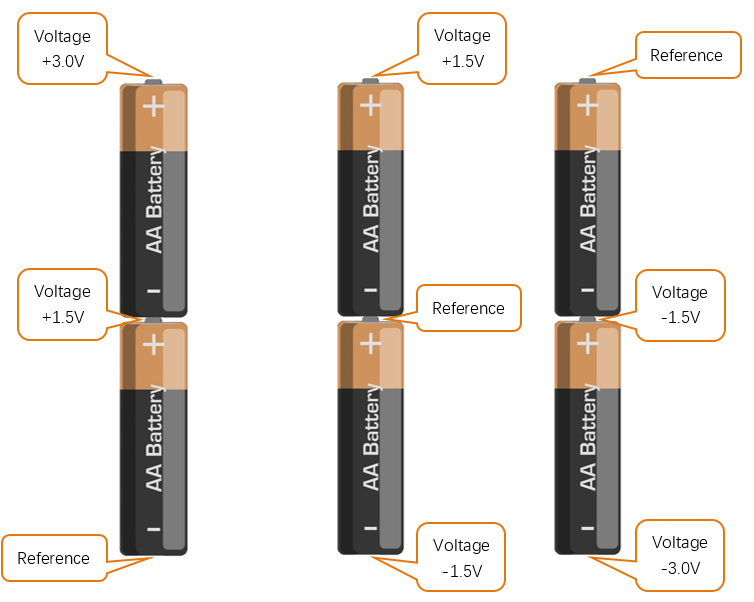 Voltage
+3.0V
+
AA Battery
−
Voltage
+1.5V
+
AA Battery
−
Reference
Voltage
+1.5V
+
AA Battery
−
Reference
+
AA Battery
−
Voltage
-1.5V
Reference
+
AA Battery
−
Voltage
-1.5V
+
AA Battery
−
Voltage
-3.0V